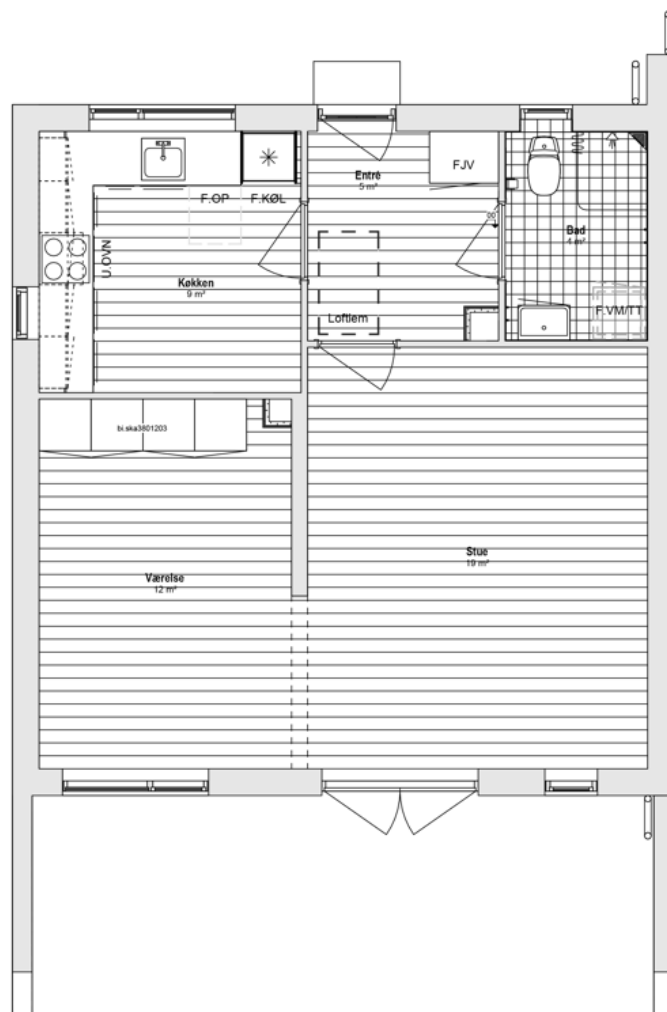 FJV
Entré
5 m²
F.OP
F.KØL
Bad
4 m²
U.OVN
Køkken
9 m²
F.VM/TT
Loftlem
bi.ska3801203
Stue
19 m²
Værelse
12 m²